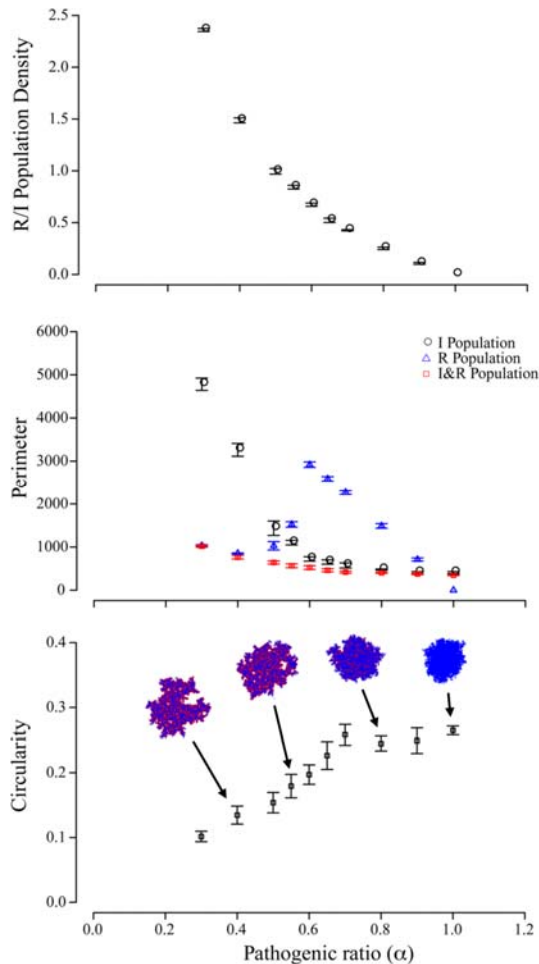 R/I Population Density
2.5
2.0
1.5
1.0
0.5
0.0
Perimeter
6000
5000
4000
3000
2000
1000
0
I Population
R Population
I&R Population
Circularity
0.4
0.3
0.2
0.1
0.0
0.0 0.2 0.4 0.6 0.8 1.0 1.2
Pathogenic ratio (α)